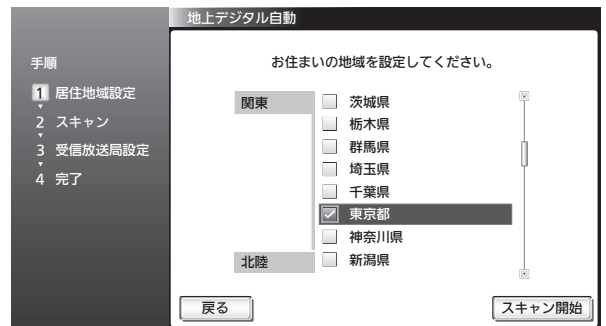 地上デジタル自動
手順
1 居住地域設定
2 スキャン
3 受信放送局設定
4 完了
お住まいの地域を設定してください。
関東
茨城県
栃木県
群馬県
埼玉県
千葉県
東京都
神奈川県
北陸
新潟県
戻る
スキャン開始